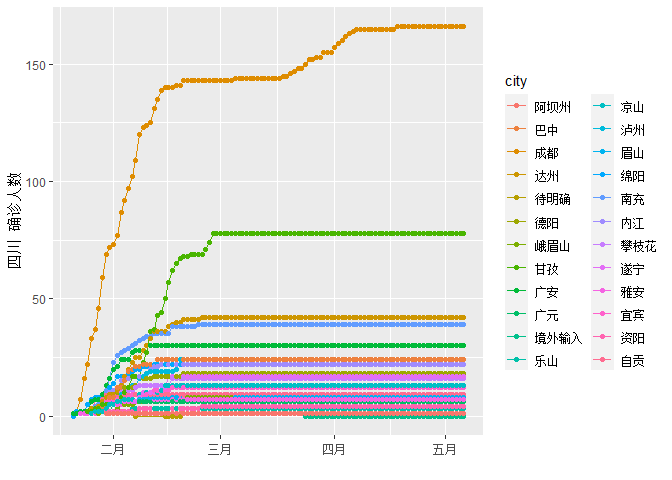 150
100
50
0
四川 确诊人数
二月
三月
四月
五月
city
阿坝州
巴中
成都
达州
待明确
德阳
峨眉山
甘孜
广安
广元
境外输入
乐山
凉山
泸州
眉山
绵阳
南充
内江
攀枝花
遂宁
雅安
宜宾
资阳
自贡